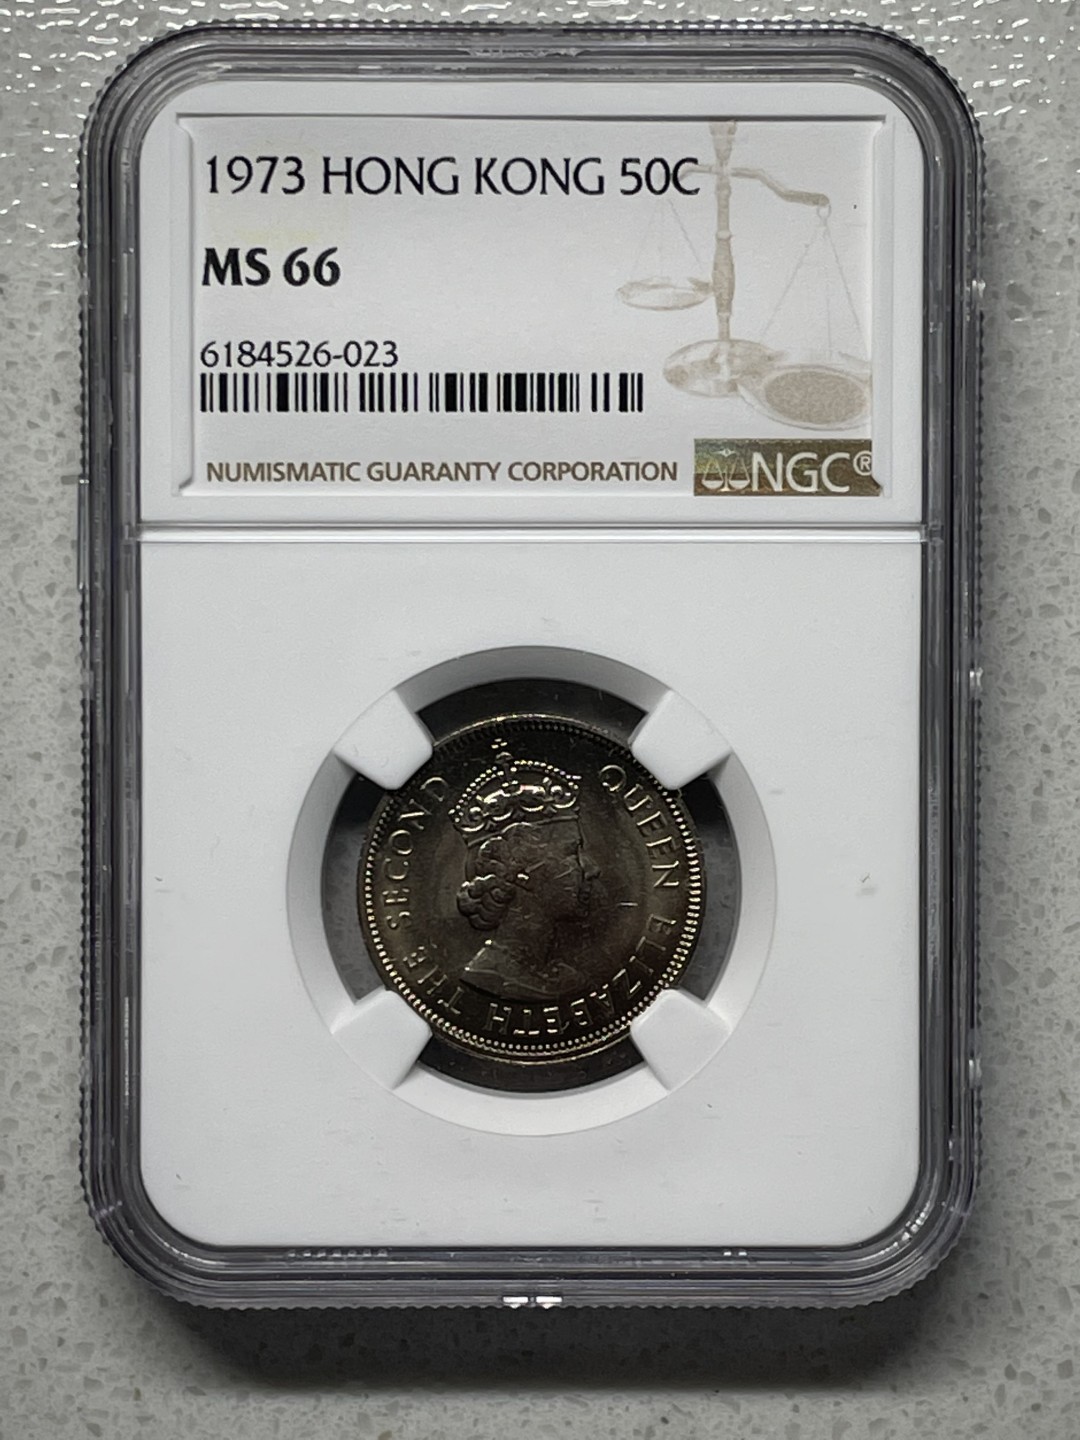 1973 HONG KONG 50C
MS 66
6184526-023
NUMISMATIC GUARANTY CORPORATION
NGC®
QUEEN ELIZABETH THE SECOND